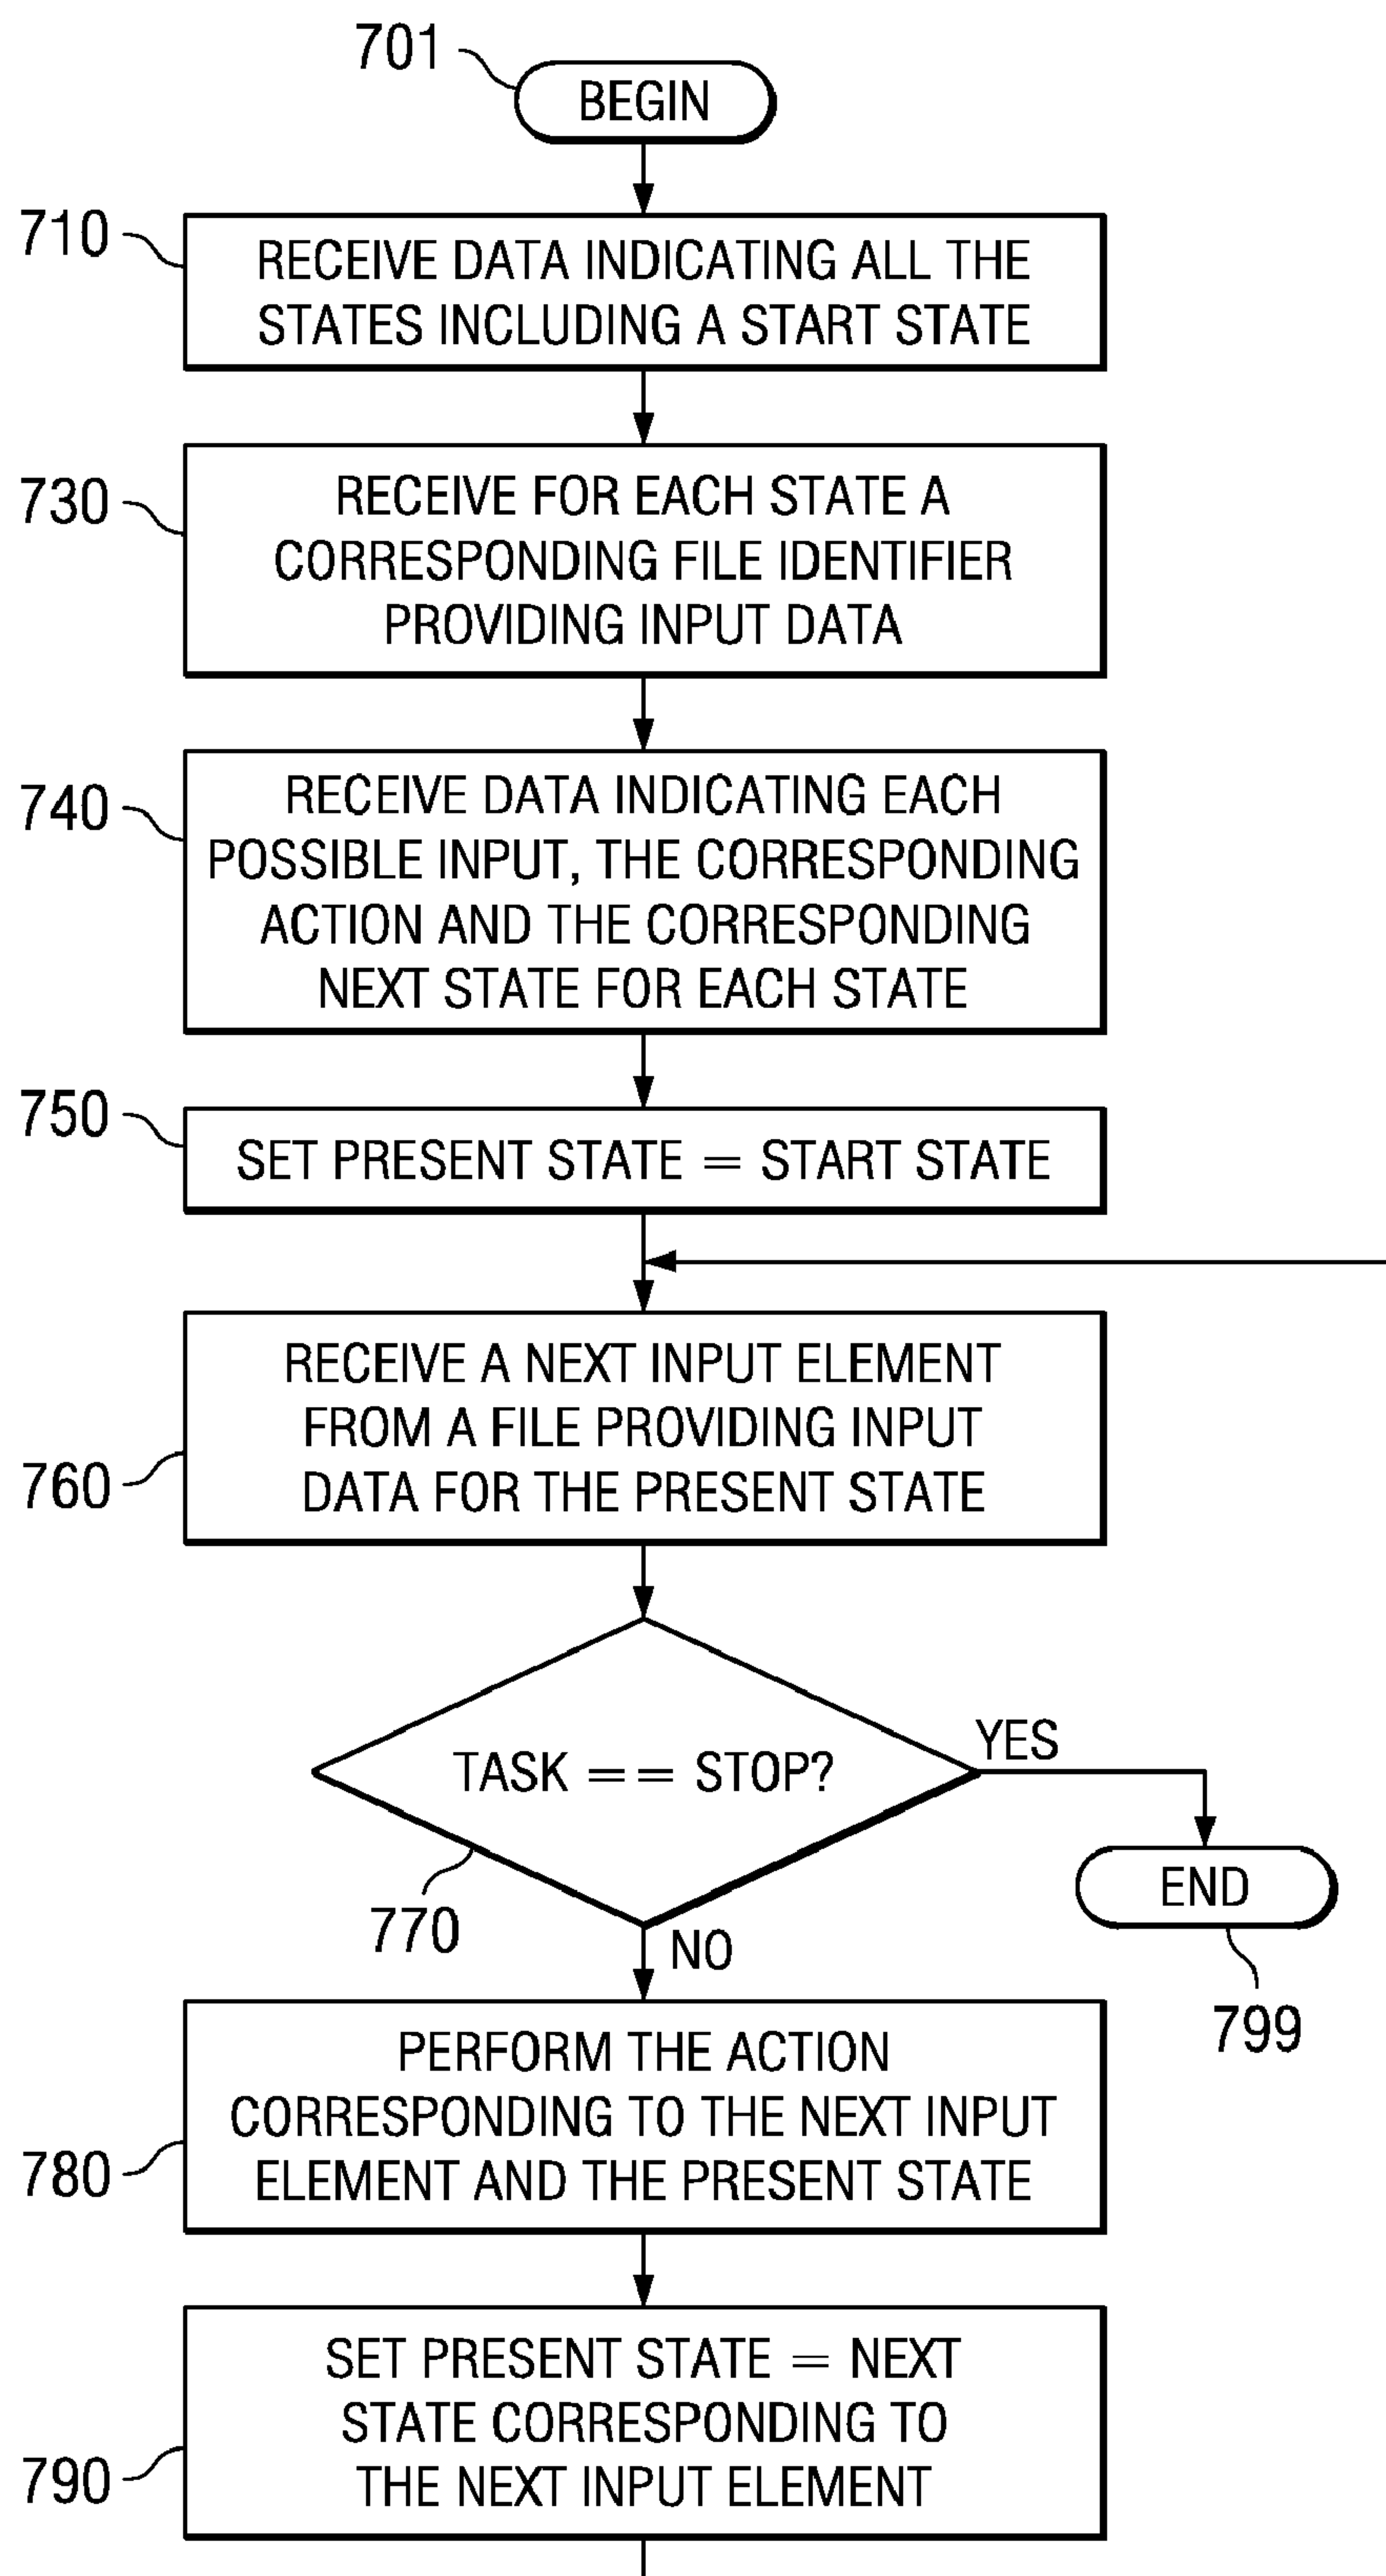 701
BEGIN
710
RECEIVE DATA INDICATING ALL THE
STATES INCLUDING A START STATE
730
RECEIVE FOR EACH STATE A
CORRESPONDING FILE IDENTIFIER
PROVIDING INPUT DATA
740
RECEIVE DATA INDICATING EACH
POSSIBLE INPUT, THE CORRESPONDING
ACTION AND THE CORRESPONDING
NEXT STATE FOR EACH STATE
750
SET PRESENT STATE = START STATE
760
RECEIVE A NEXT INPUT ELEMENT
FROM A FILE PROVIDING INPUT
DATA FOR THE PRESENT STATE
TASK == STOP?
YES
770
NO
END
799
780
PERFORM THE ACTION
CORRESPONDING TO THE NEXT INPUT
ELEMENT AND THE PRESENT STATE
790
SET PRESENT STATE = NEXT
STATE CORRESPONDING TO
THE NEXT INPUT ELEMENT